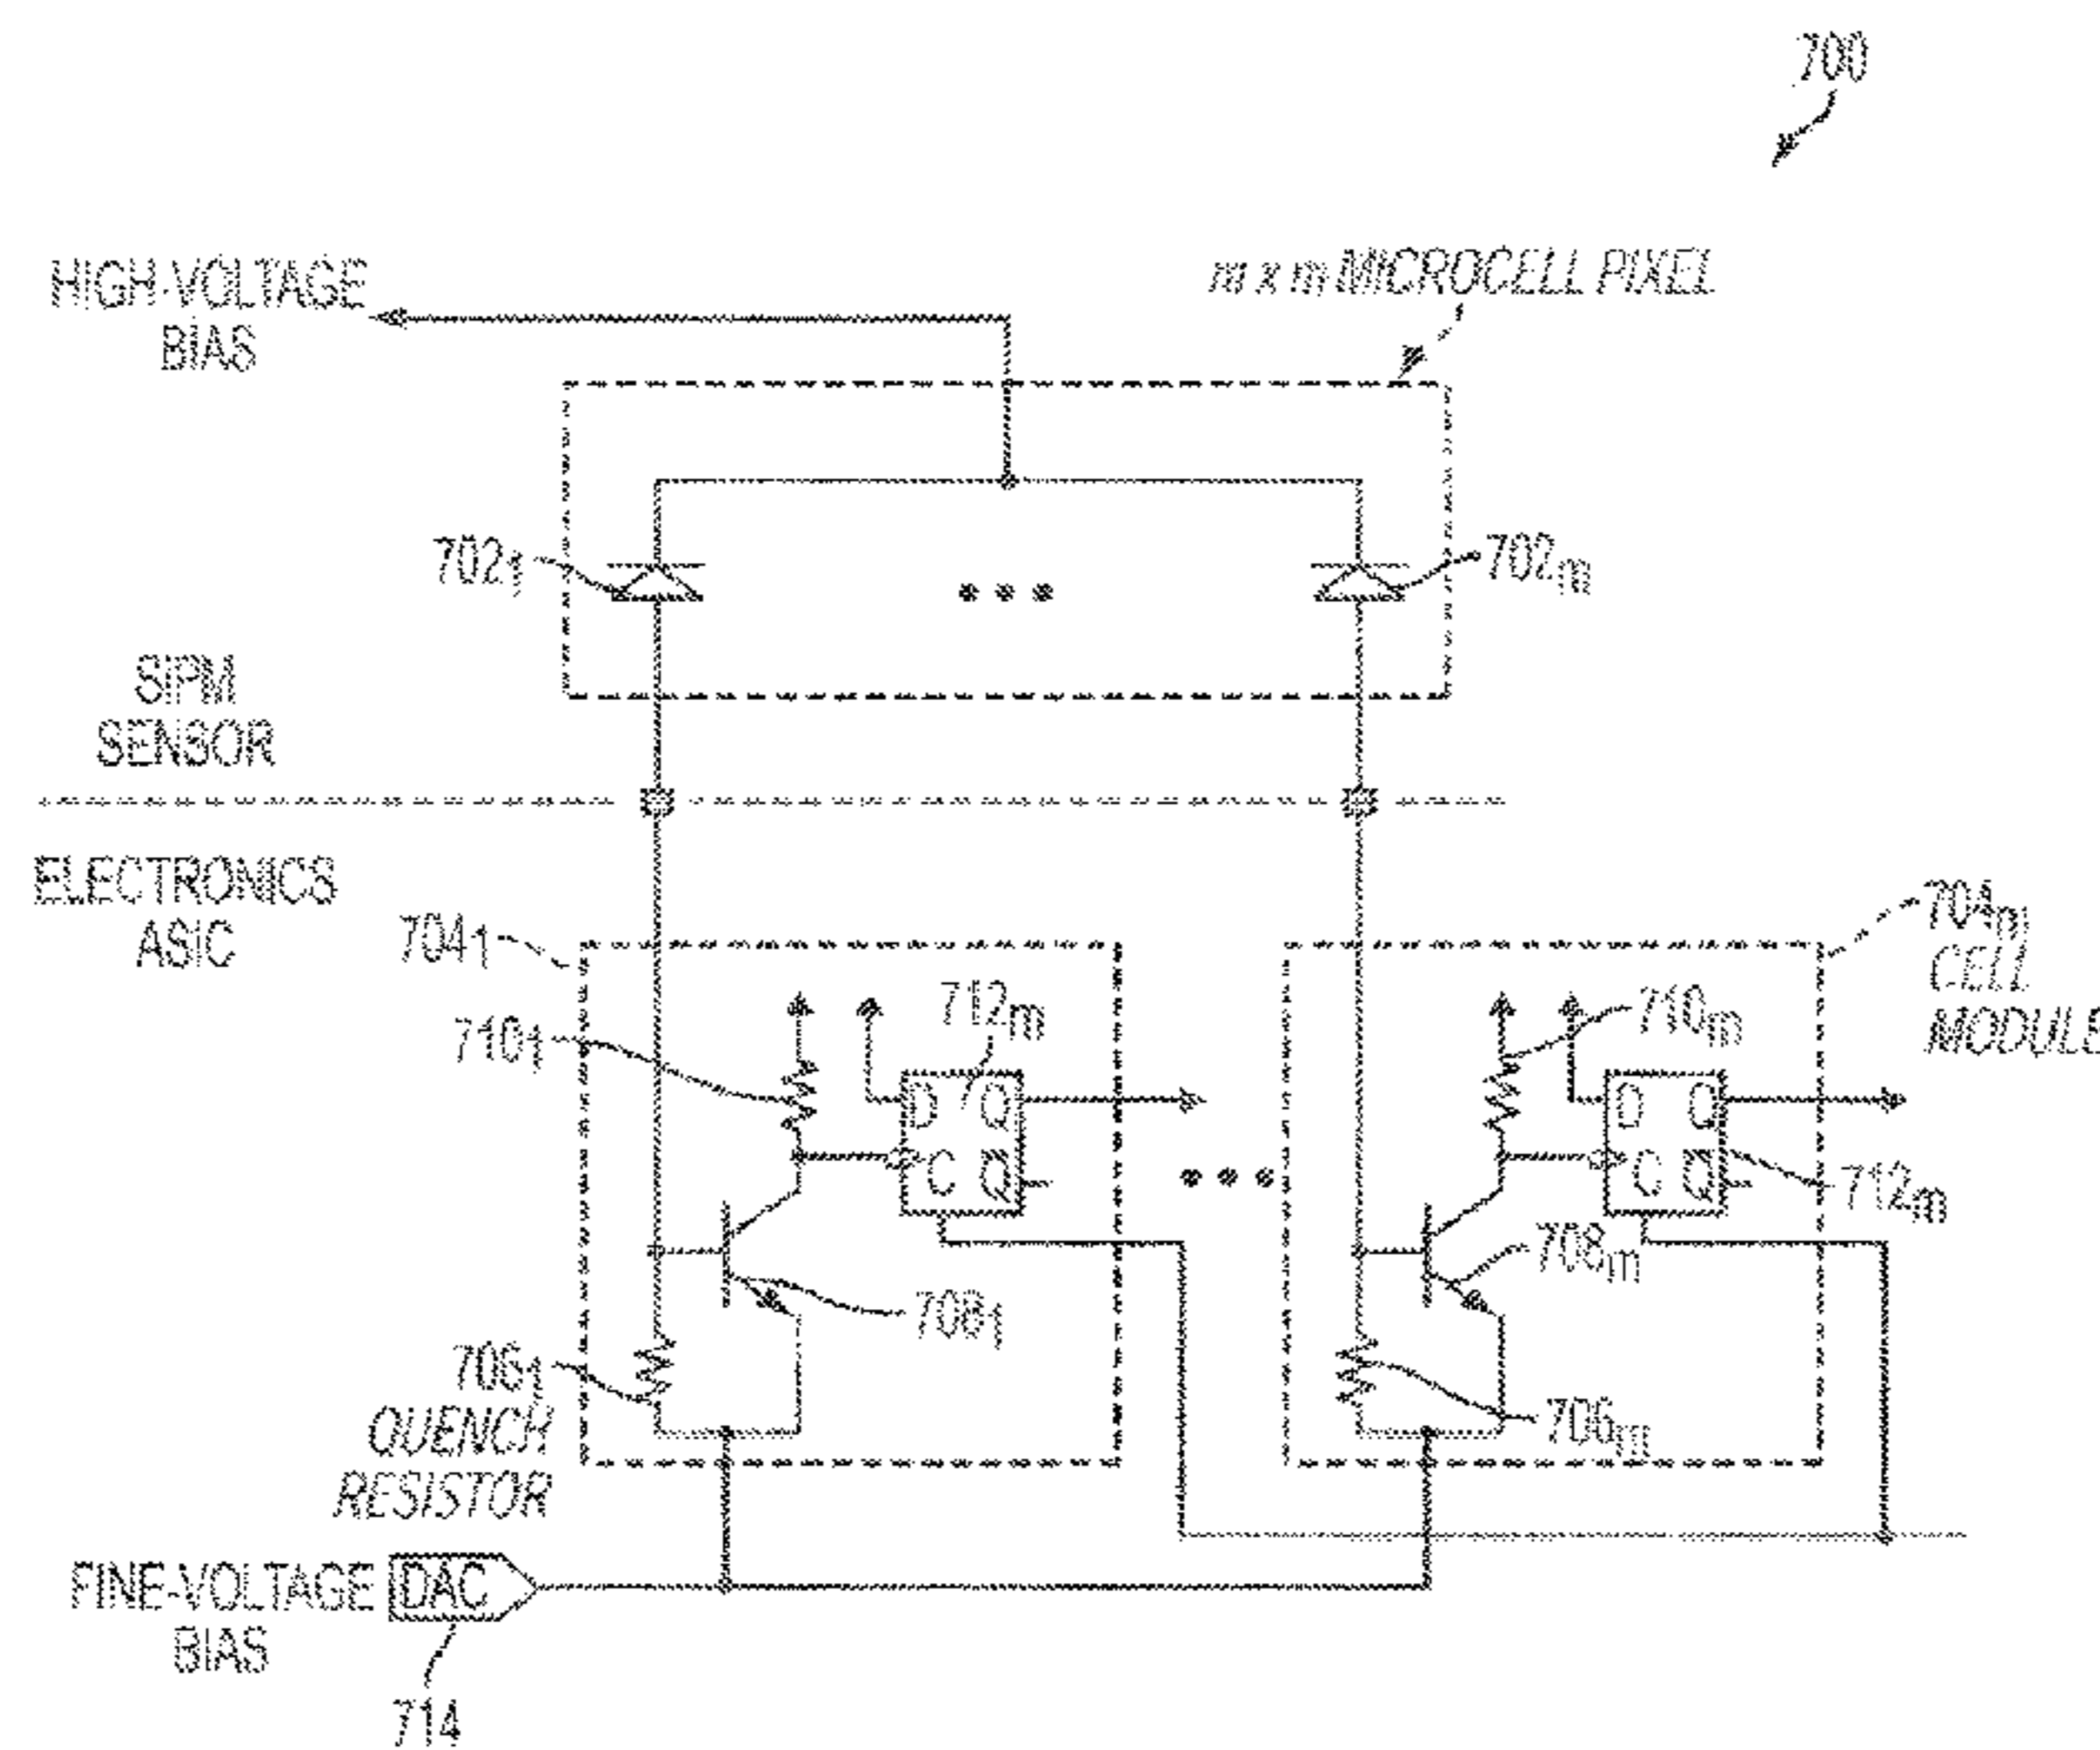 700
HIGH-VOLTAGE
BIAS
m x m MICROCELL PIXEL
702₁
702ₘ
SiPM
SENSOR
ELECTRONICS
ASIC
704₁
704ₘ
CELL
MODULE
710₁
712ₘ
710ₘ
D Q
C Q̅
D Q
C Q̅
712ₘ
708₁
708ₘ
706₁
QUENCH
RESISTOR
706ₘ
FINE-VOLTAGE
BIAS
DAC
714